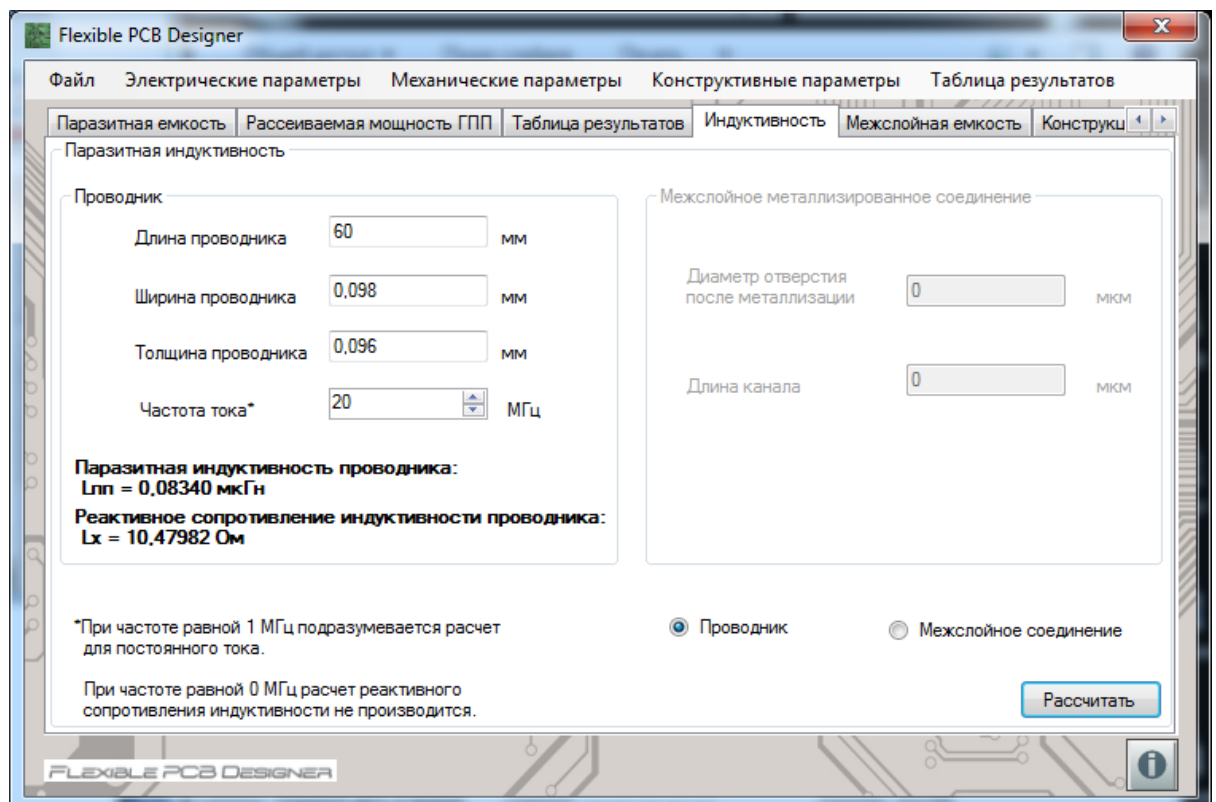 Flexible PCB Designer
Файл Электрические параметры Механические параметры Конструктивные параметры Таблица результатов
Паразитная емкость Рассеиваемая мощность ГПП Таблица результатов Индуктивность Межслойная емкость Конструкц
Паразитная индуктивность
Проводник
Длина проводника 60 мм
Ширина проводника 0,098 мм
Толщина проводника 0,096 мм
Частота тока* 20 МГц
Паразитная индуктивность проводника:
Lпп = 0,08340 мкГн
Реактивное сопротивление индуктивности проводника:
Lx = 10,47982 Ом
Межслойное металлизированное соединение
Диаметр отверстия
после металлизации 0 мкм
Длина канала 0 мкм
*При частоте равной 1 МГц подразумевается расчет
для постоянного тока.
При частоте равной 0 МГц расчет реактивного
сопротивления индуктивности не производится.
Проводник Межслойное соединение
Рассчитать
FLEXIBLE PCB DESIGNER